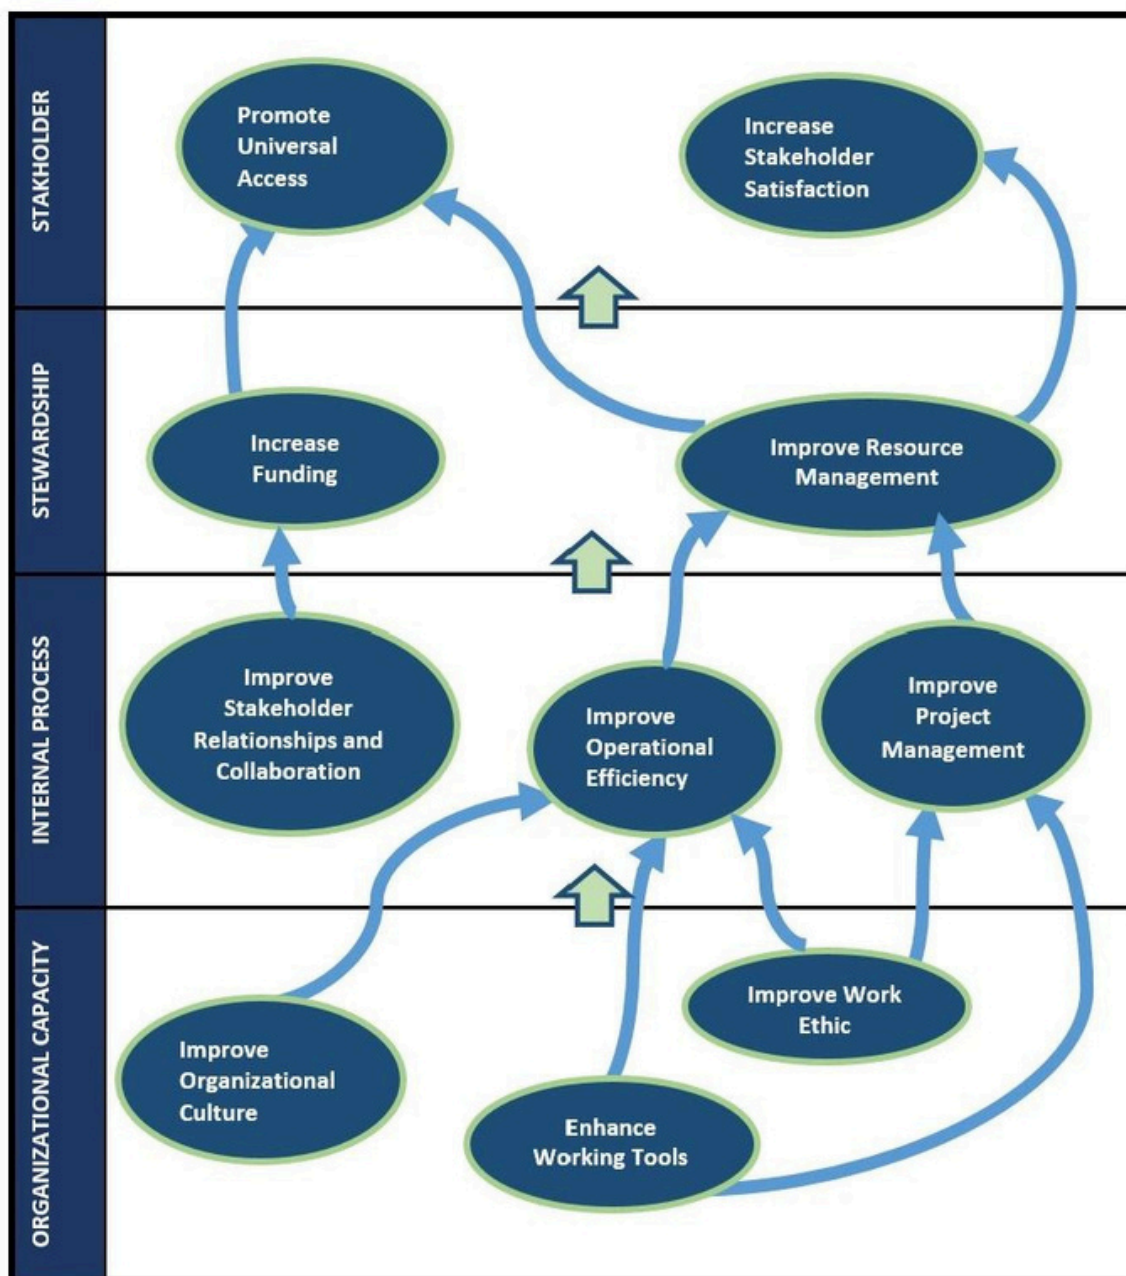 STAKHOLDER
Promote
Universal
Access
Increase
Stakeholder
Satisfaction
STEWARDSHIP
Increase
Funding
Improve Resource
Management
INTERNAL PROCESS
Improve
Stakeholder
Relationships and
Collaboration
Improve
Operational
Efficiency
Improve
Project
Management
ORGANIZATIONAL CAPACITY
Improve
Organizational
Culture
Enhance
Working Tools
Improve Work
Ethic